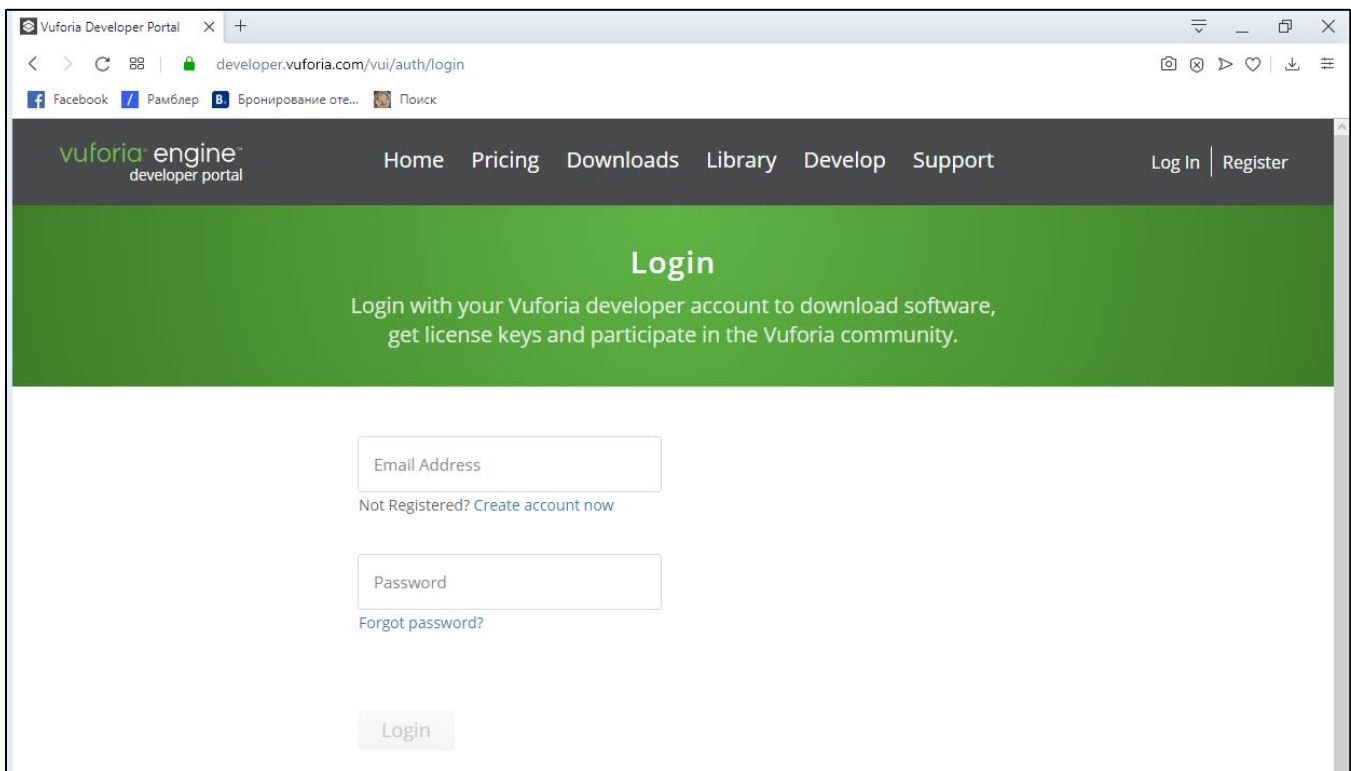 Vuforia Developer Portal
developer.vuforia.com/vui/auth/login
Facebook Рамблер B. Бронирование оте... Поиск
vuforia engine™
developer portal
Home Pricing Downloads Library Develop Support
Log In | Register
Login
Login with your Vuforia developer account to download software,
get license keys and participate in the Vuforia community.
Email Address
Not Registered? Create account now
Password
Forgot password?
Login